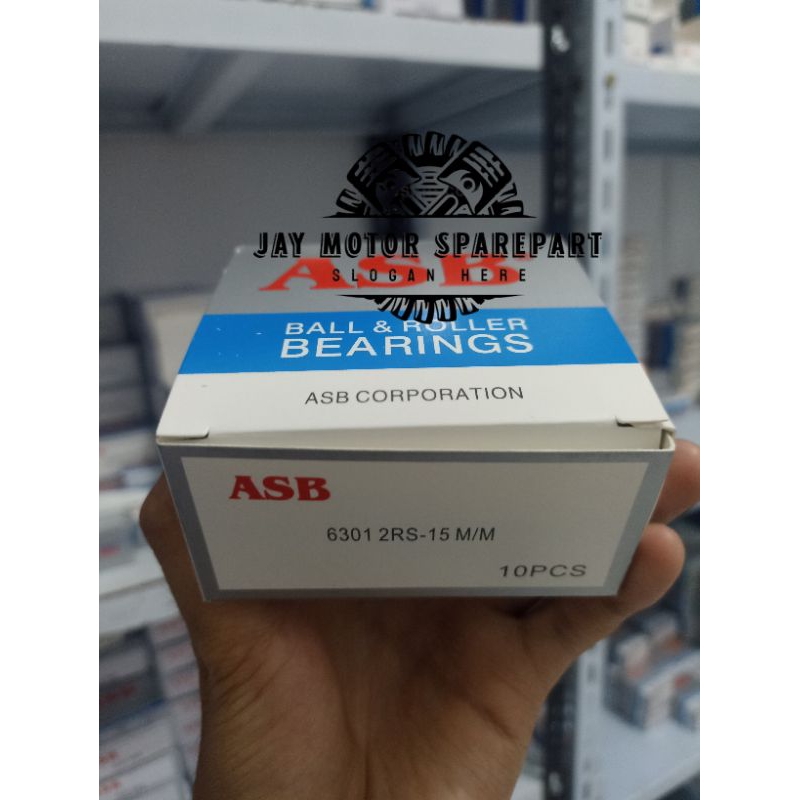 JAY MOTOR SPAREPART
ASB
SLOGAN HERE
BALL & ROLLER
BEARINGS
ASB CORPORATION
ASB
6301 2RS-15 M/M
10PCS